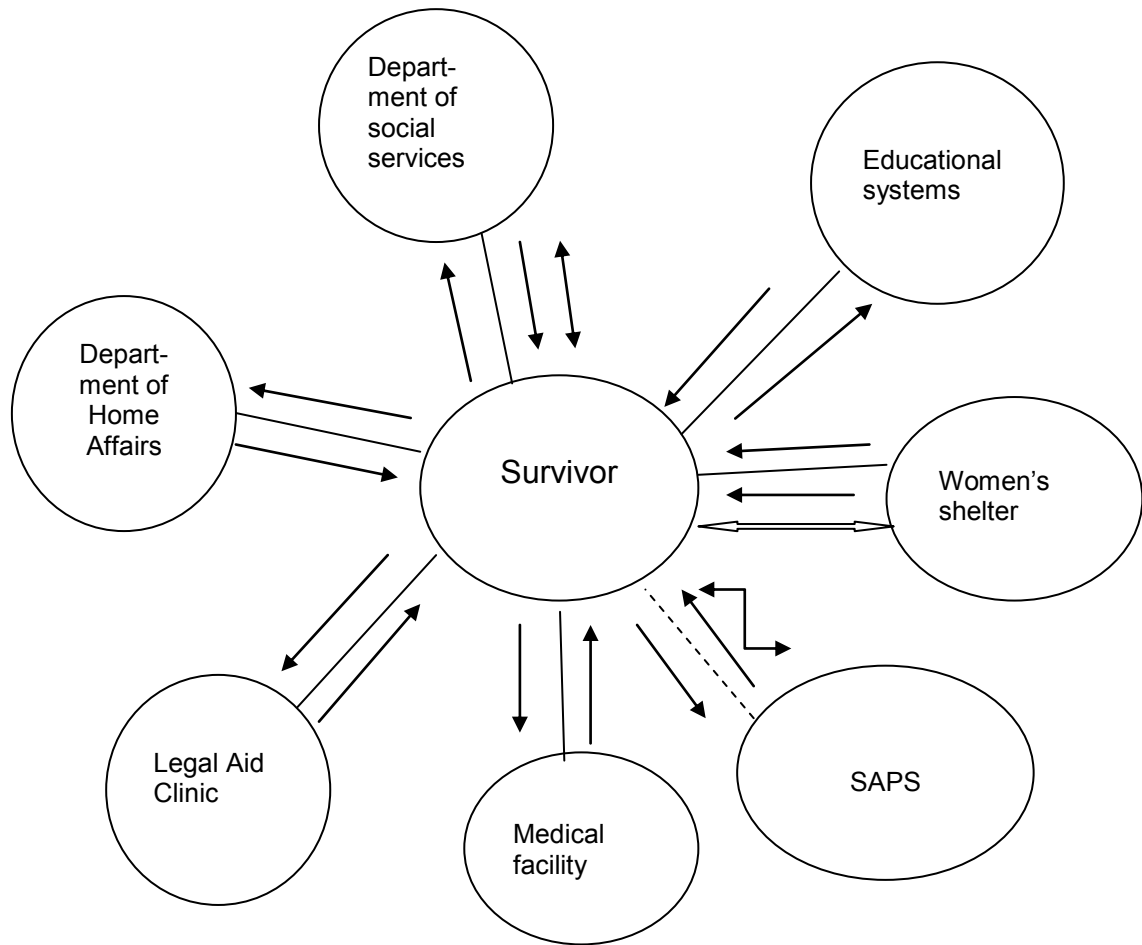 Depart-
ment of
social
services
Educational
systems
Depart-
ment of
Home
Affairs
Survivor
Women’s
shelter
Legal Aid
Clinic
Medical
facility
SAPS